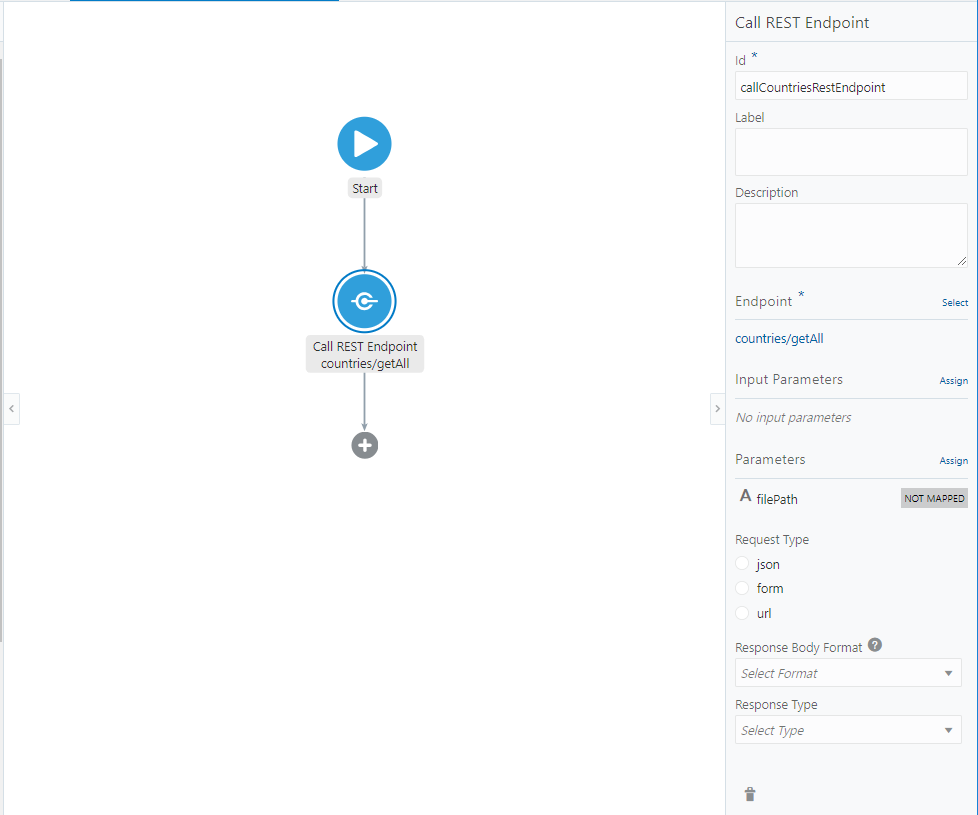 Start
Call REST Endpoint
countries/getAll
Call REST Endpoint
Id *
callCountriesRestEndpoint
Label
Description
Endpoint *
Select
countries/getAll
Input Parameters
Assign
No input parameters
Parameters
Assign
A filePath
NOT MAPPED
Request Type
json
form
url
Response Body Format ?
Select Format
Response Type
Select Type